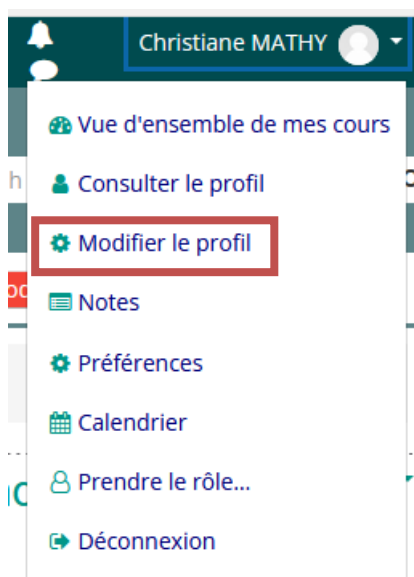 Christiane MATHY
Vue d'ensemble de mes cours
h
Consulter le profil
Modifier le profil
Notes
Préférences
Calendrier
Prendre le rôle...
Déconnexion